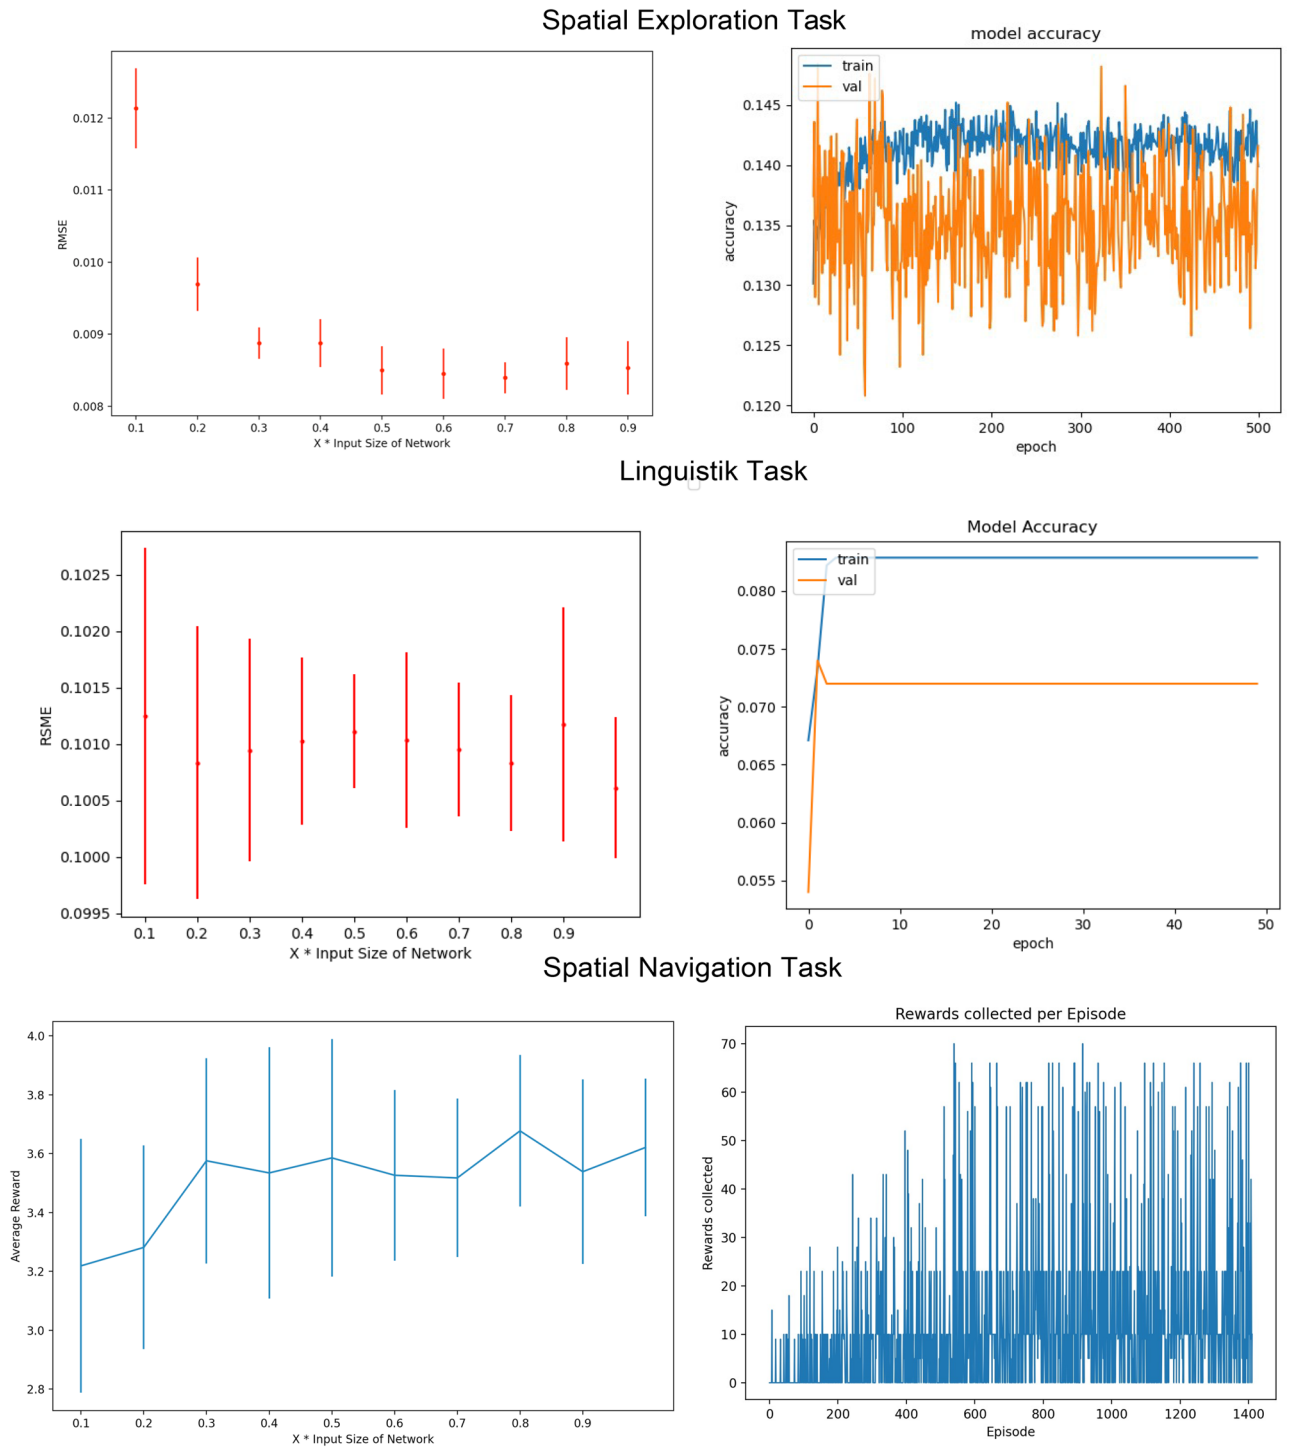 Spatial Exploration Task
0.012
0.011
0.010
0.009
0.008
RMSE
0.1 0.2 0.3 0.4 0.5 0.6 0.7 0.8 0.9
X * Input Size of Network
model accuracy
train
val
0.145
0.140
0.135
0.130
0.125
0.120
accuracy
0 100 200 300 400 500
epoch
Linguistik Task
0.1025
0.1020
0.1015
0.1010
0.1005
0.1000
0.0995
RSME
0.1 0.2 0.3 0.4 0.5 0.6 0.7 0.8 0.9
X * Input Size of Network
Model Accuracy
train
val
0.080
0.075
0.070
0.065
0.060
0.055
accuracy
0 10 20 30 40 50
epoch
Spatial Navigation Task
4.0
3.8
3.6
3.4
3.2
3.0
2.8
Average Reward
0.1 0.2 0.3 0.4 0.5 0.6 0.7 0.8 0.9
X * Input Size of Network
Rewards collected per Episode
70
60
50
40
30
20
10
0
Rewards collected
0 200 400 600 800 1000 1200 1400
Episode